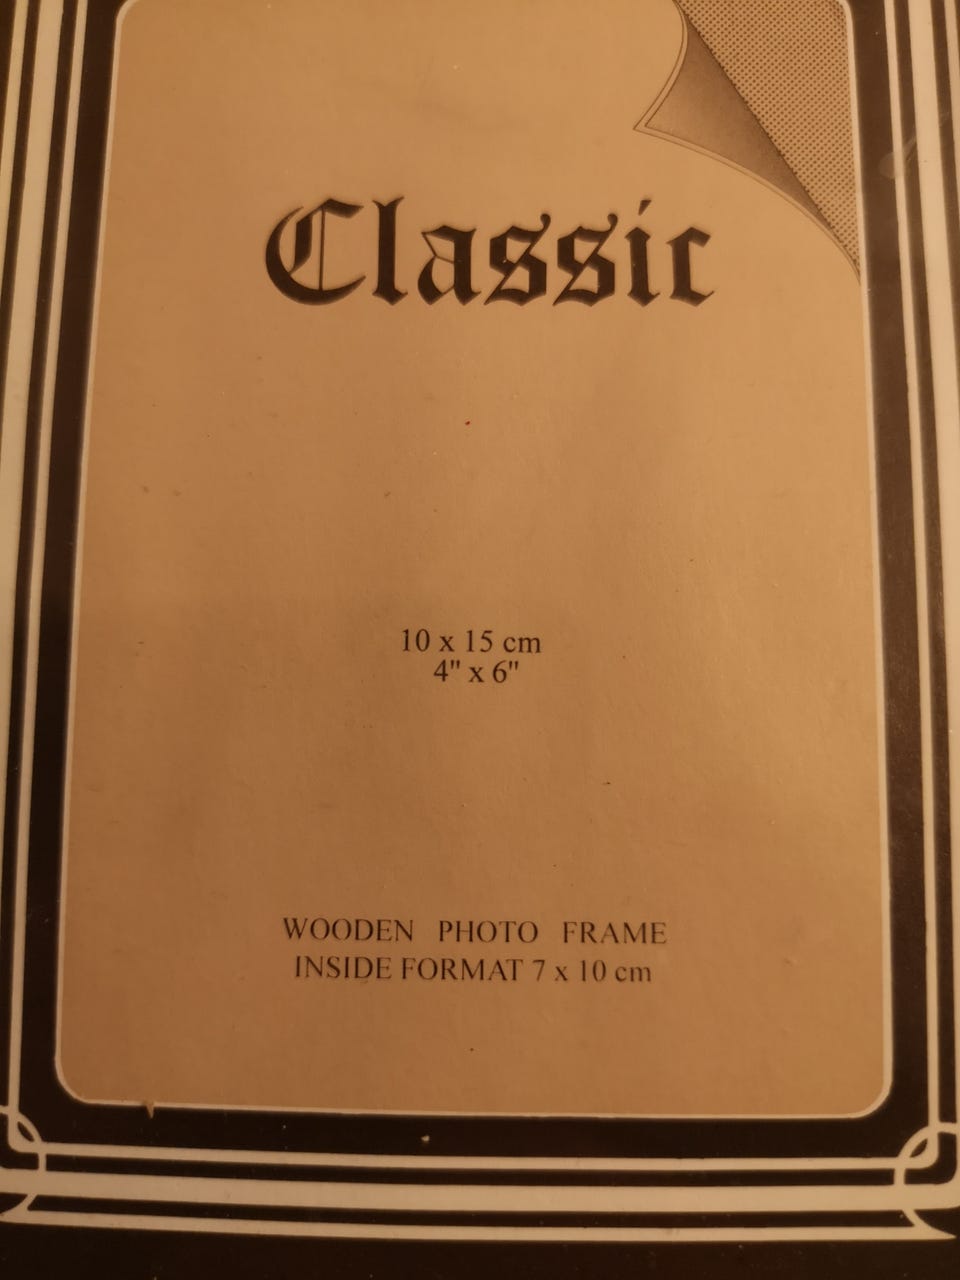 Classic
10 x 15 cm
4" x 6"
WOODEN PHOTO FRAME
INSIDE FORMAT 7 x 10 cm